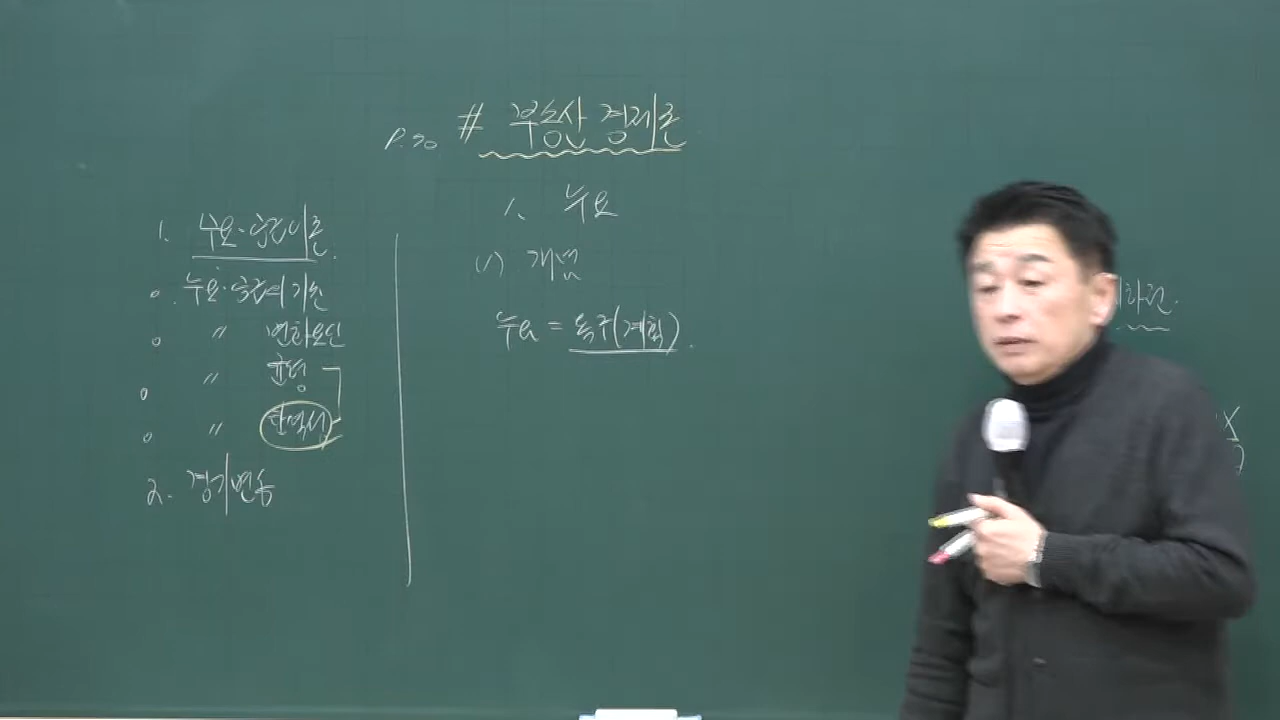 P.30 # 부동산 경제론
1. 수요·공급이론.
o. 수요·공급의 기초
o 〃 변화요인
o 〃 균형
o 〃 탄력성
2. 경기변동
1. 수요
(1) 개념
수요 = 욕구(계획).